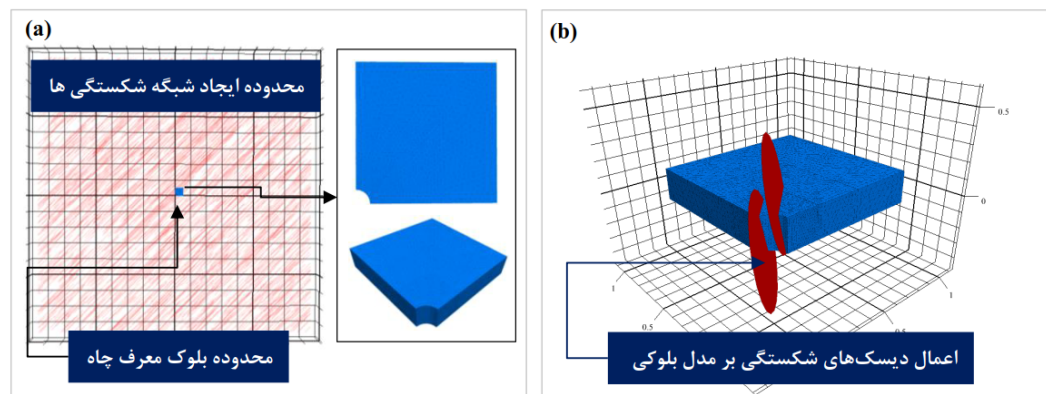 (a)
محدوده ایجاد شبگه شکستگی ها
محدوده بلوک معرف چاه
(b)
0.5
0
1
1
0.5
0.5
اعمال دیسک‌های شکستگی بر مدل بلوکی